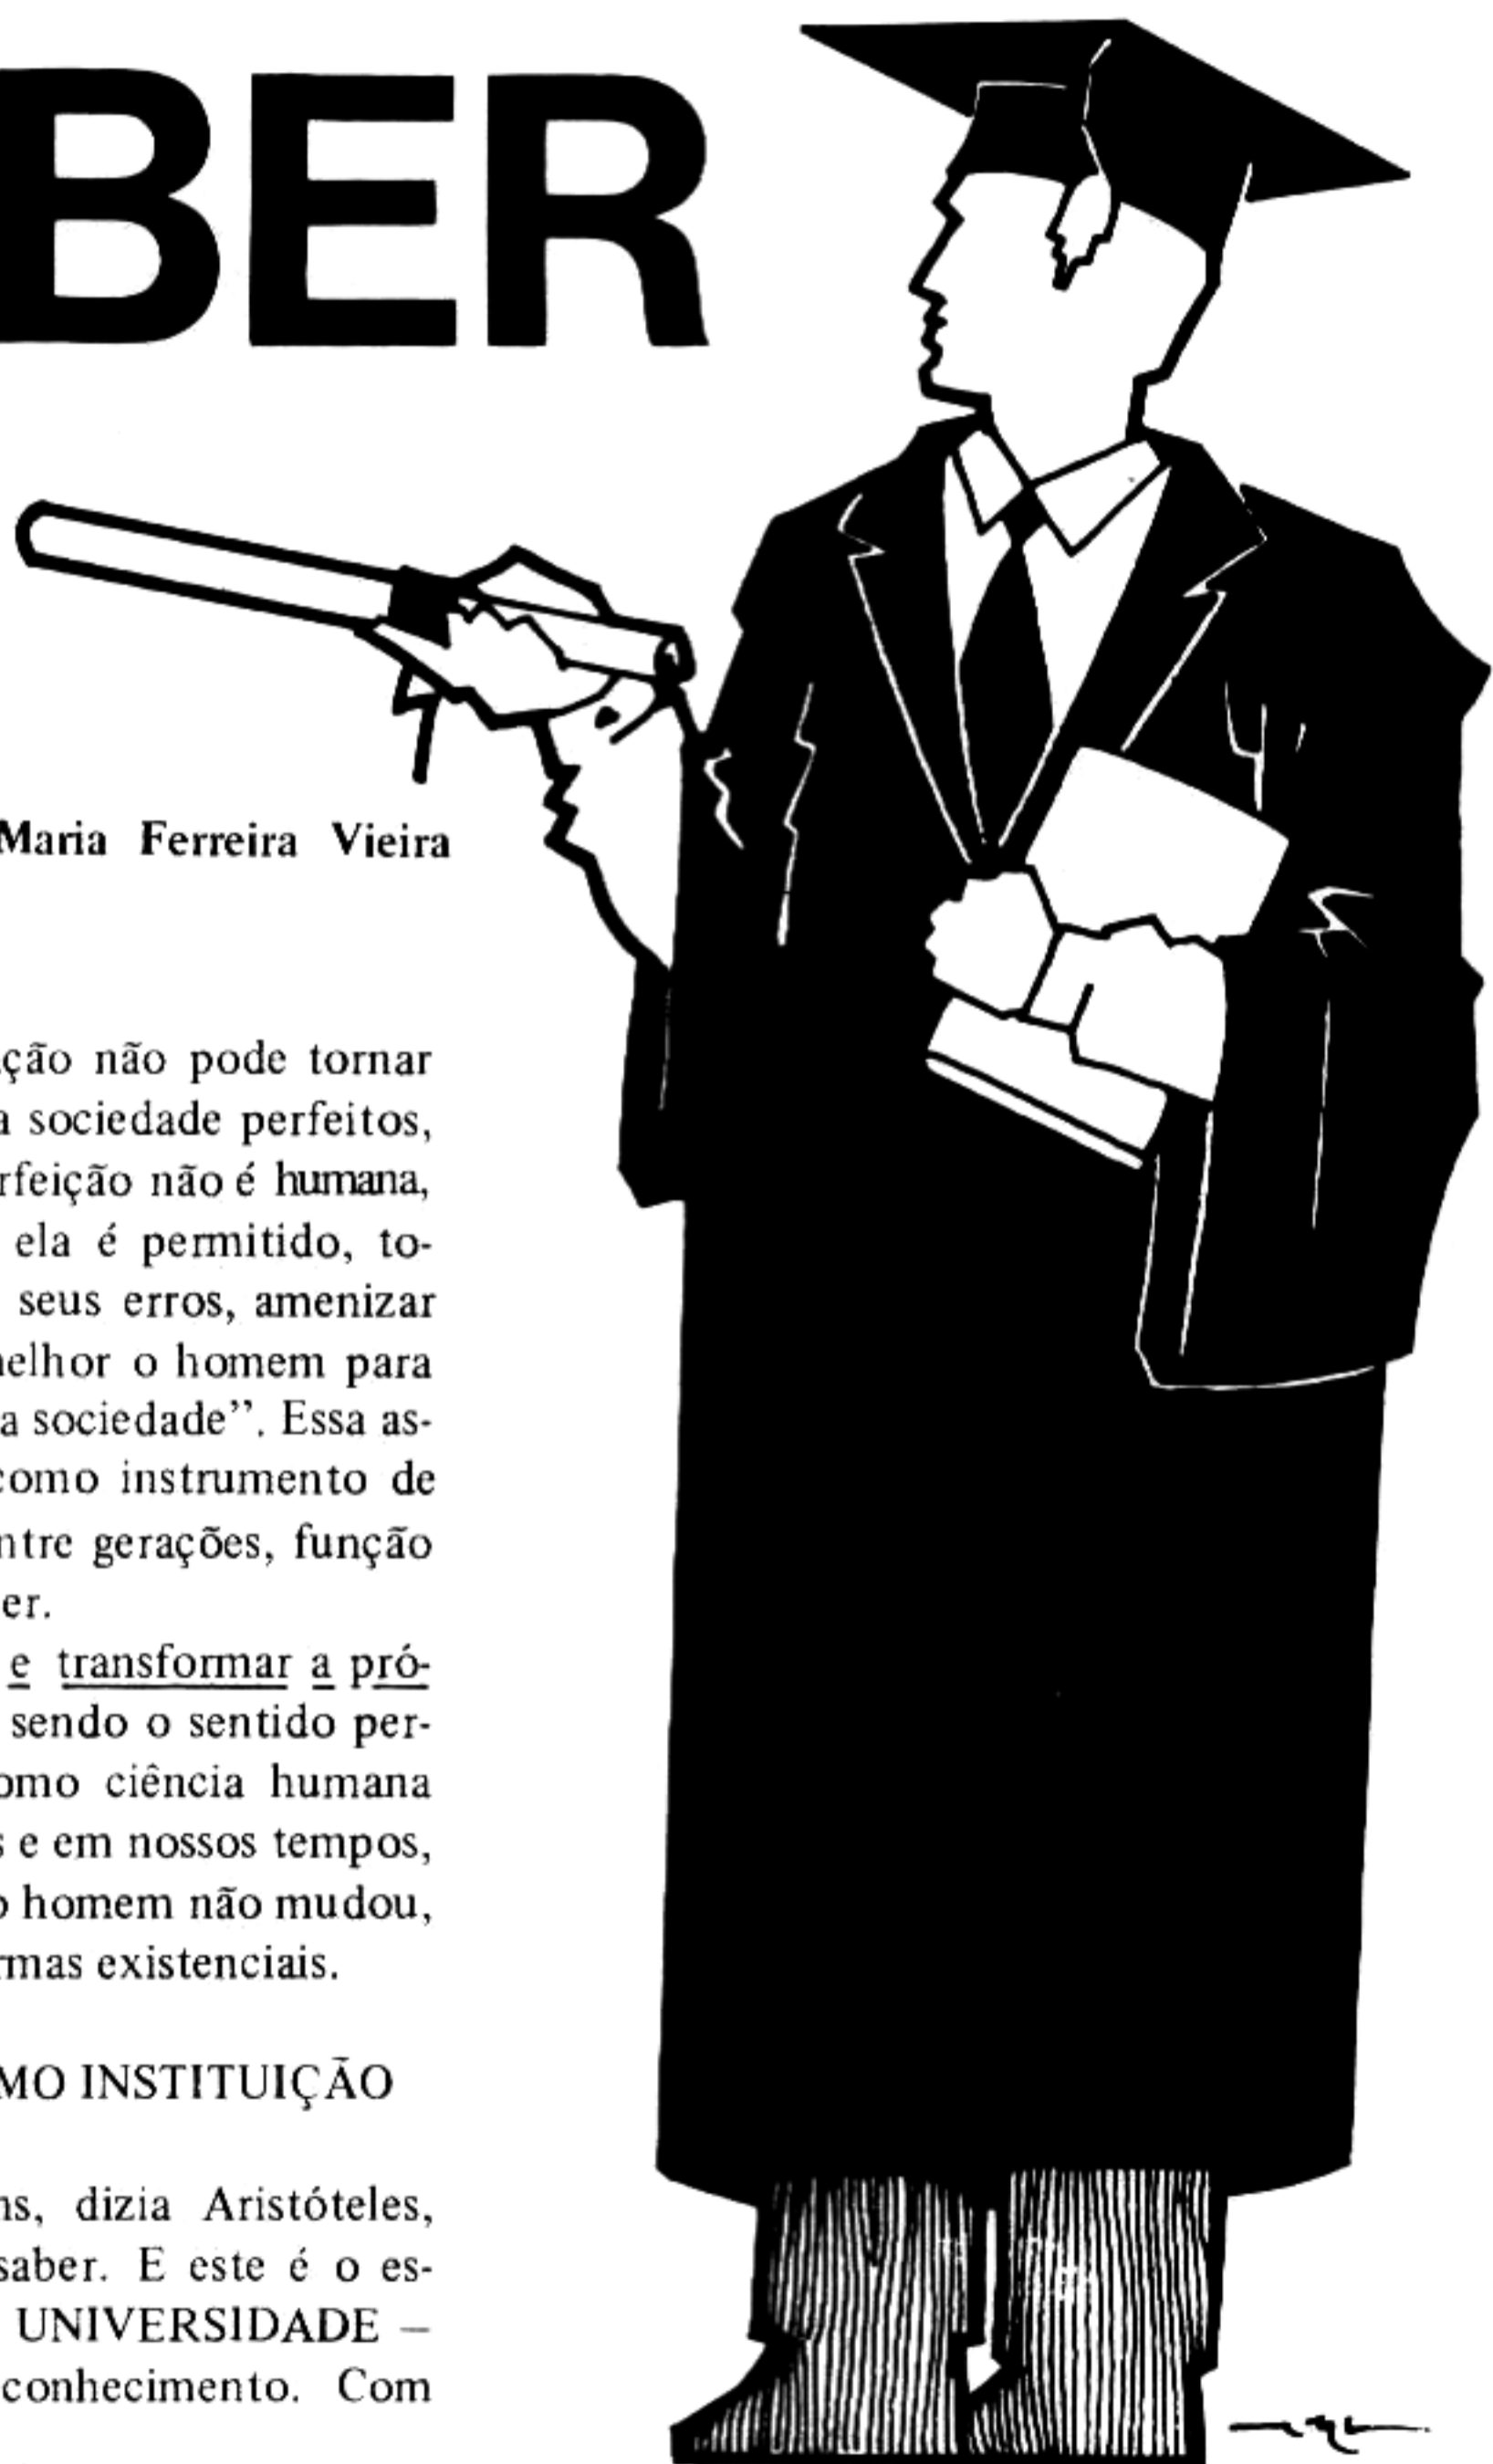 BER
Maria Ferreira Vieira
ção não pode tornar
a sociedade perfeitos,
rfeição não é humana,
ela é permitido, to-
seus erros, amenizar
nelhor o homem para
a sociedade”. Essa as-
como instrumento de
ntre gerações, função
er.
e transformar a pró-
sendo o sentido per-
omo ciência humana
s e em nossos tempos,
o homem não mudou,
rmas existenciais.
MO INSTITUIÇÃO
ns, dizia Aristóteles,
saber. E este é o es-
UNIVERSIDADE —
conhecimento. Com